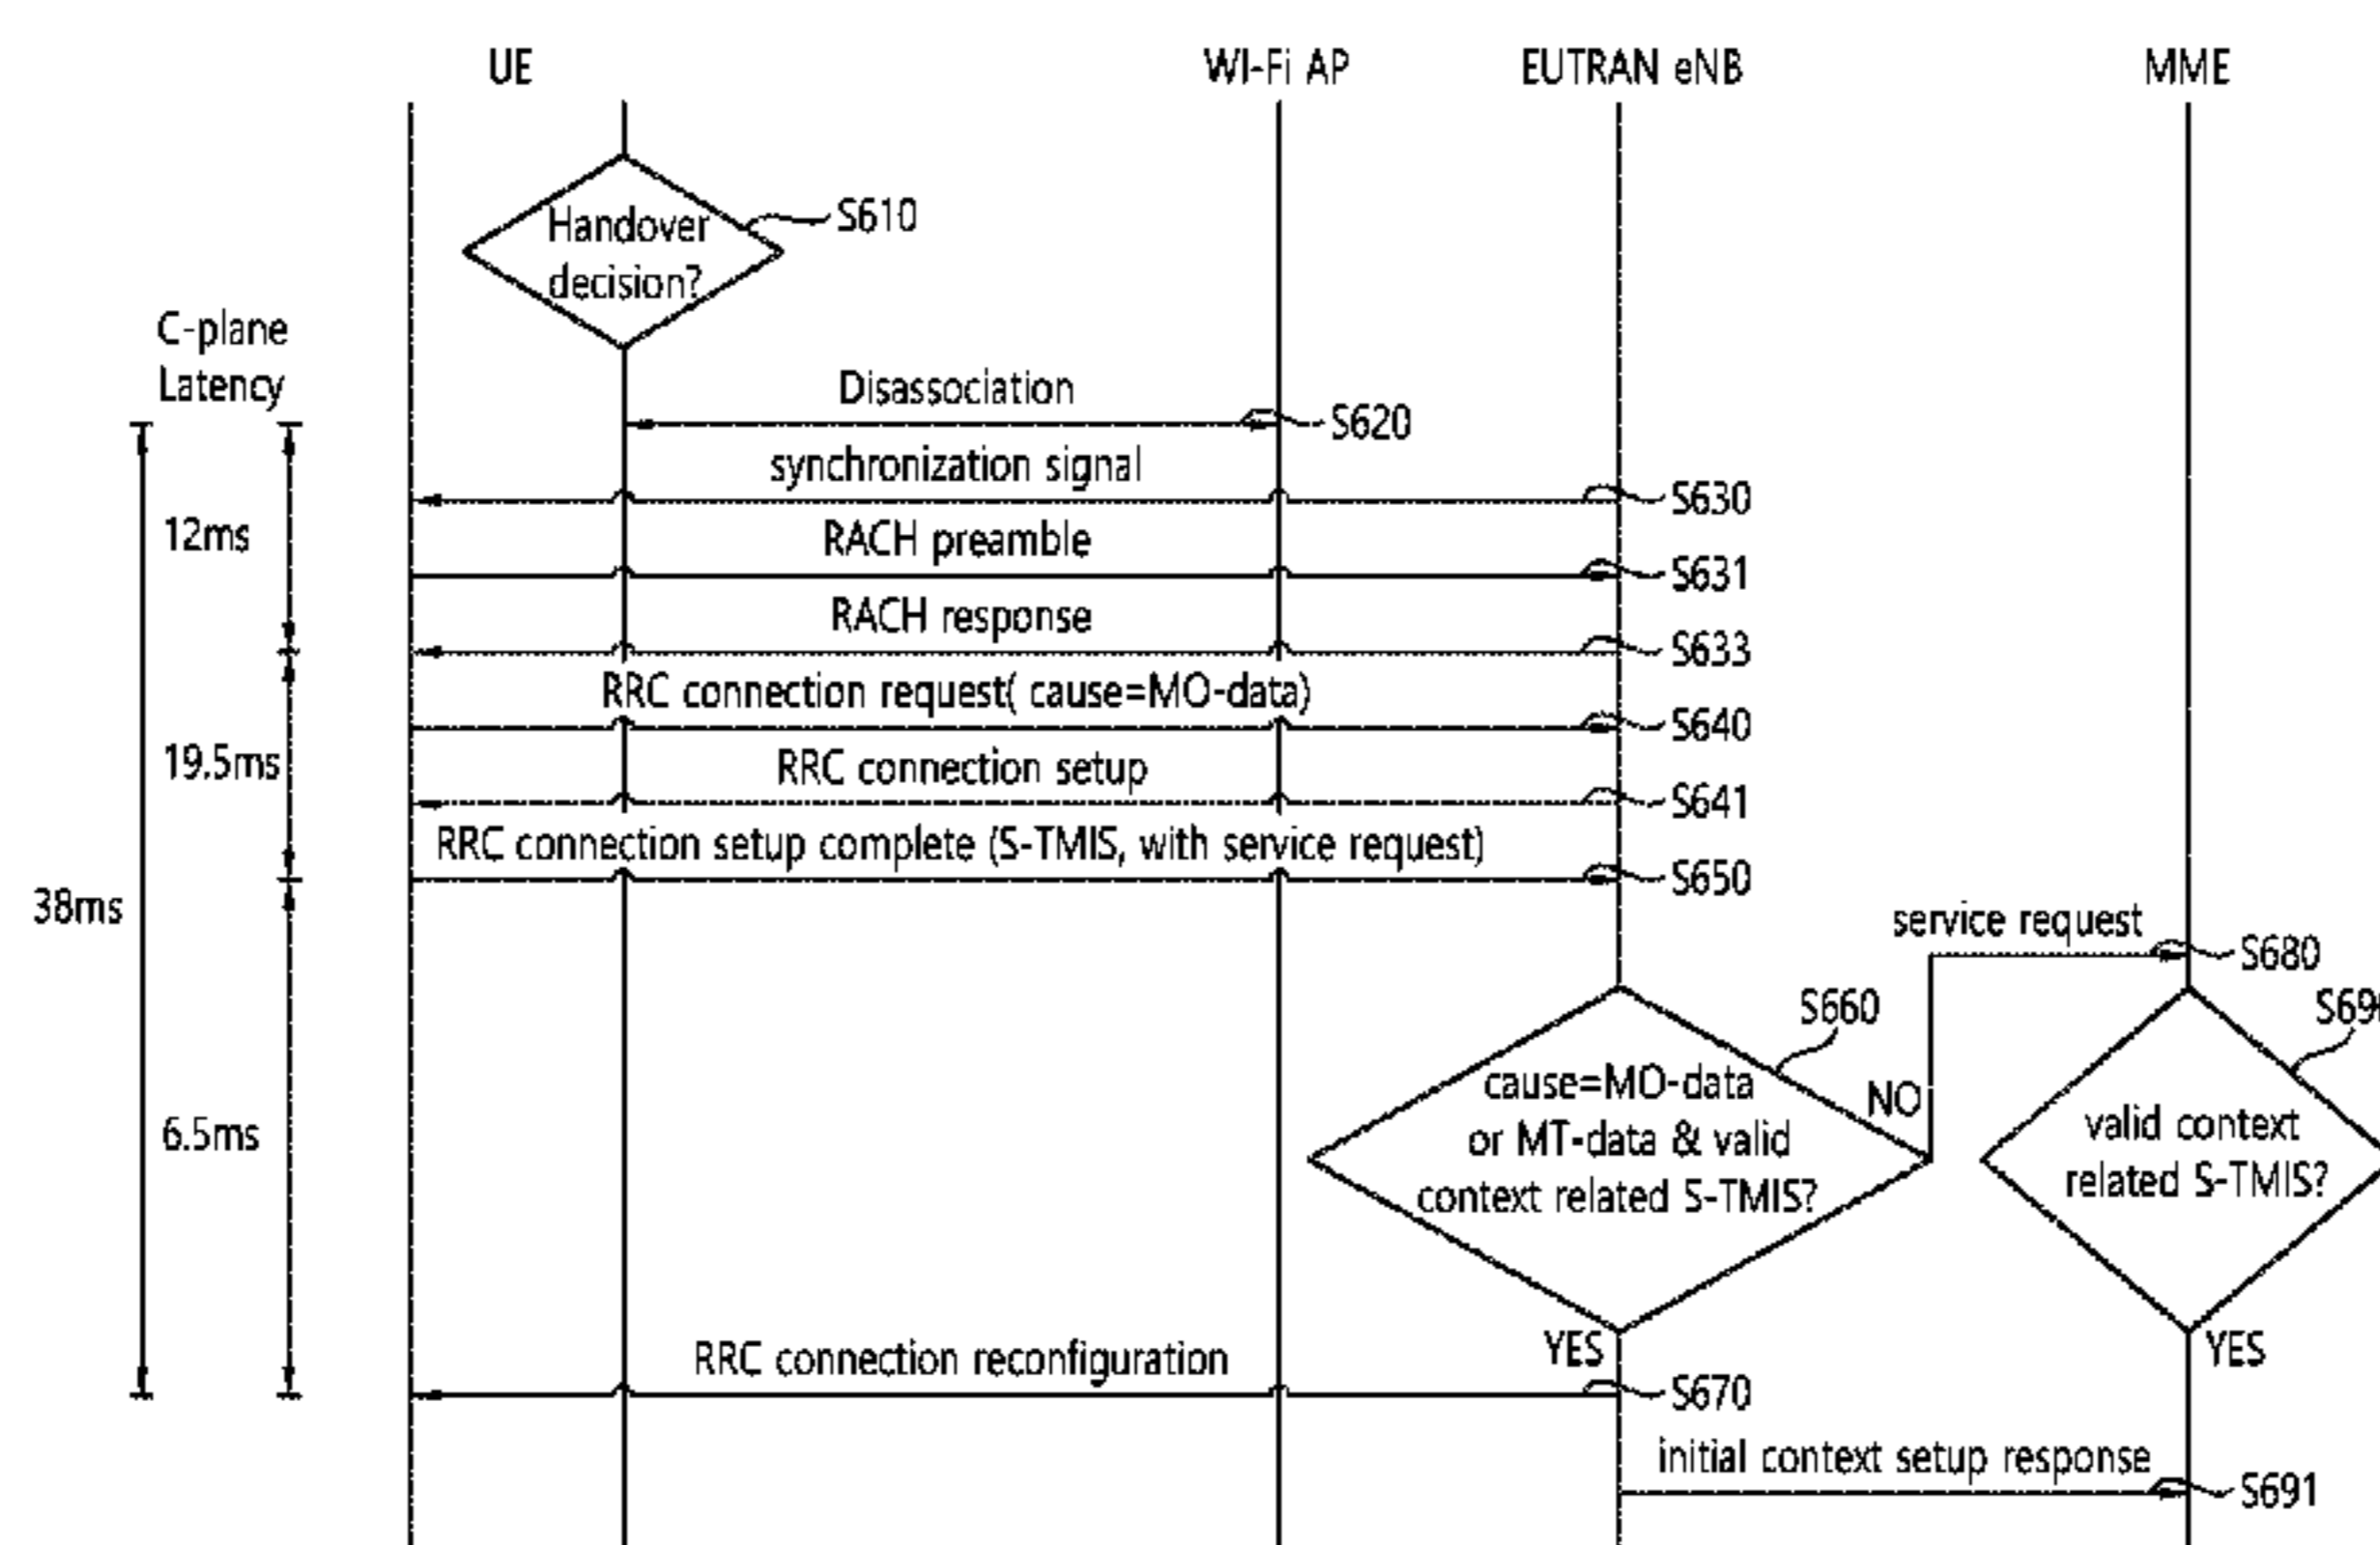 UE
WI-Fi AP
EUTRAN eNB
MME
Handover
decision?
S610
C-plane
Latency
Disassociation
S620
synchronization signal
S630
12ms
RACH preamble
S631
RACH response
S633
RRC connection request( cause=MO-data)
S640
19.5ms
RRC connection setup
S641
RRC connection setup complete (S-TMIS, with service request)
S650
38ms
service request
S680
S660
S690
cause=MO-data
or MT-data & valid
context related S-TMIS?
NO
valid context
related S-TMIS?
6.5ms
YES
YES
RRC connection reconfiguration
S670
initial context setup response
S691